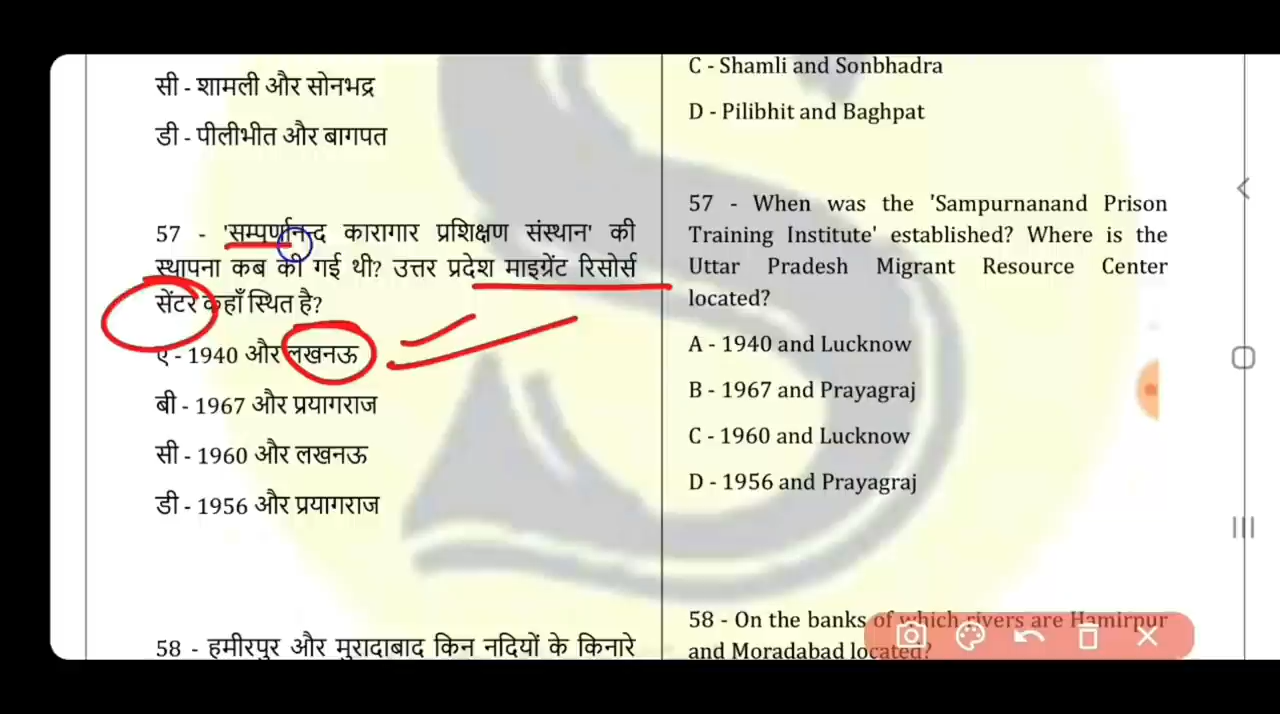 सी - शामली और सोनभद्र
डी - पीलीभीत और बागपत
57 - 'सम्पूर्णानन्द कारागार प्रशिक्षण संस्थान' की
स्थापना कब की गई थी? उत्तर प्रदेश माइग्रेंट रिसोर्स
सेंटर कहाँ स्थित है?
ए - 1940 और लखनऊ
बी - 1967 और प्रयागराज
सी - 1960 और लखनऊ
डी - 1956 और प्रयागराज
58 - हमीरपुर और मुरादाबाद किन नदियों के किनारे
C - Shamli and Sonbhadra
D - Pilibhit and Baghpat
57 - When was the 'Sampurnanand Prison
Training Institute' established? Where is the
Uttar Pradesh Migrant Resource Center
located?
A - 1940 and Lucknow
B - 1967 and Prayagraj
C - 1960 and Lucknow
D - 1956 and Prayagraj
58 - On the banks of which rivers are Hamirpur
and Moradabad located?